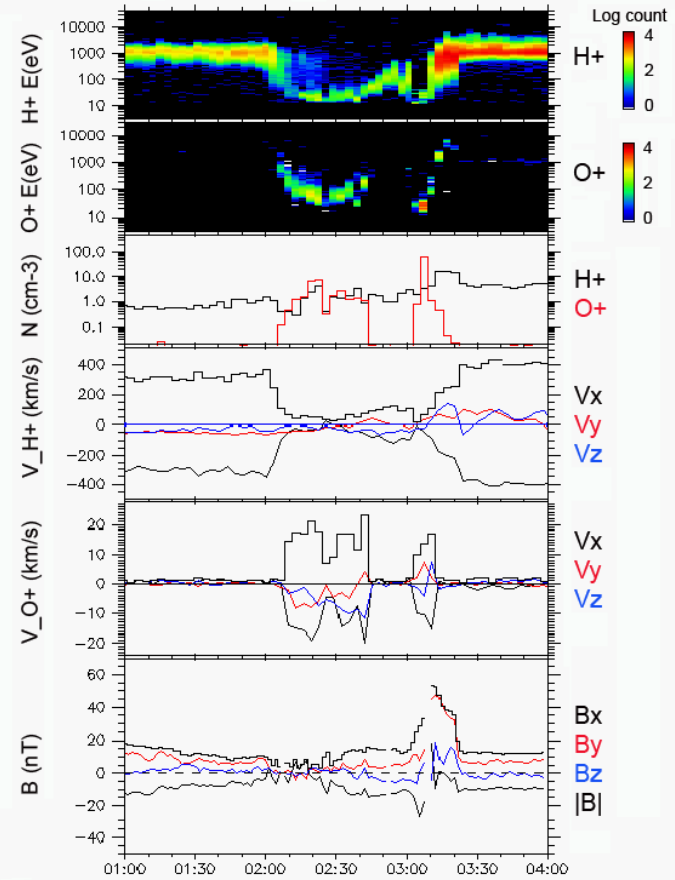 Log count
10000
1000
100
10
H+ E(eV)
H+
4
2
0
10000
1000
100
10
O+ E(eV)
O+
4
2
0
100.0
10.0
1.0
0.1
N (cm-3)
H+
O+
400
200
0
−200
−400
V_H+ (km/s)
Vx
Vy
Vz
20
10
0
−10
−20
V_O+ (km/s)
Vx
Vy
Vz
60
40
20
0
−20
−40
B (nT)
Bx
By
Bz
|B|
01:00 01:30 02:00 02:30 03:00 03:30 04:00